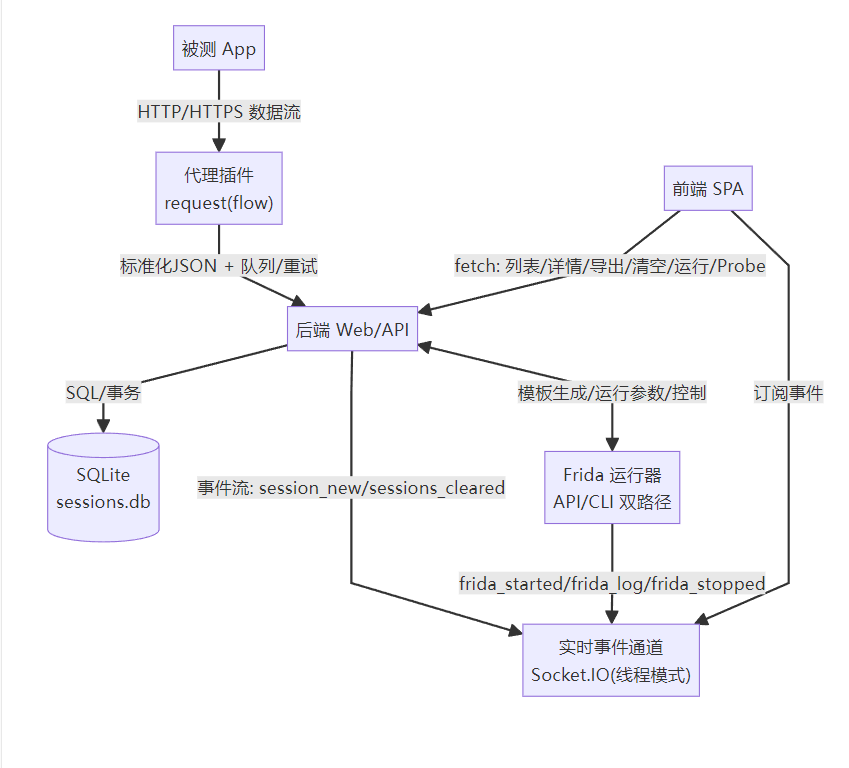 被测 App
HTTP/HTTPS 数据流
代理插件
request(flow)
前端 SPA
标准化JSON + 队列/重试
fetch: 列表/详情/导出/清空/运行/Probe
后端 Web/API
SQL/事务
模板生成/运行参数/控制
订阅事件
SQLite
sessions.db
事件流: session_new/sessions_cleared
Frida 运行器
API/CLI 双路径
frida_started/frida_log/frida_stopped
实时事件通道
Socket.IO(线程模式)